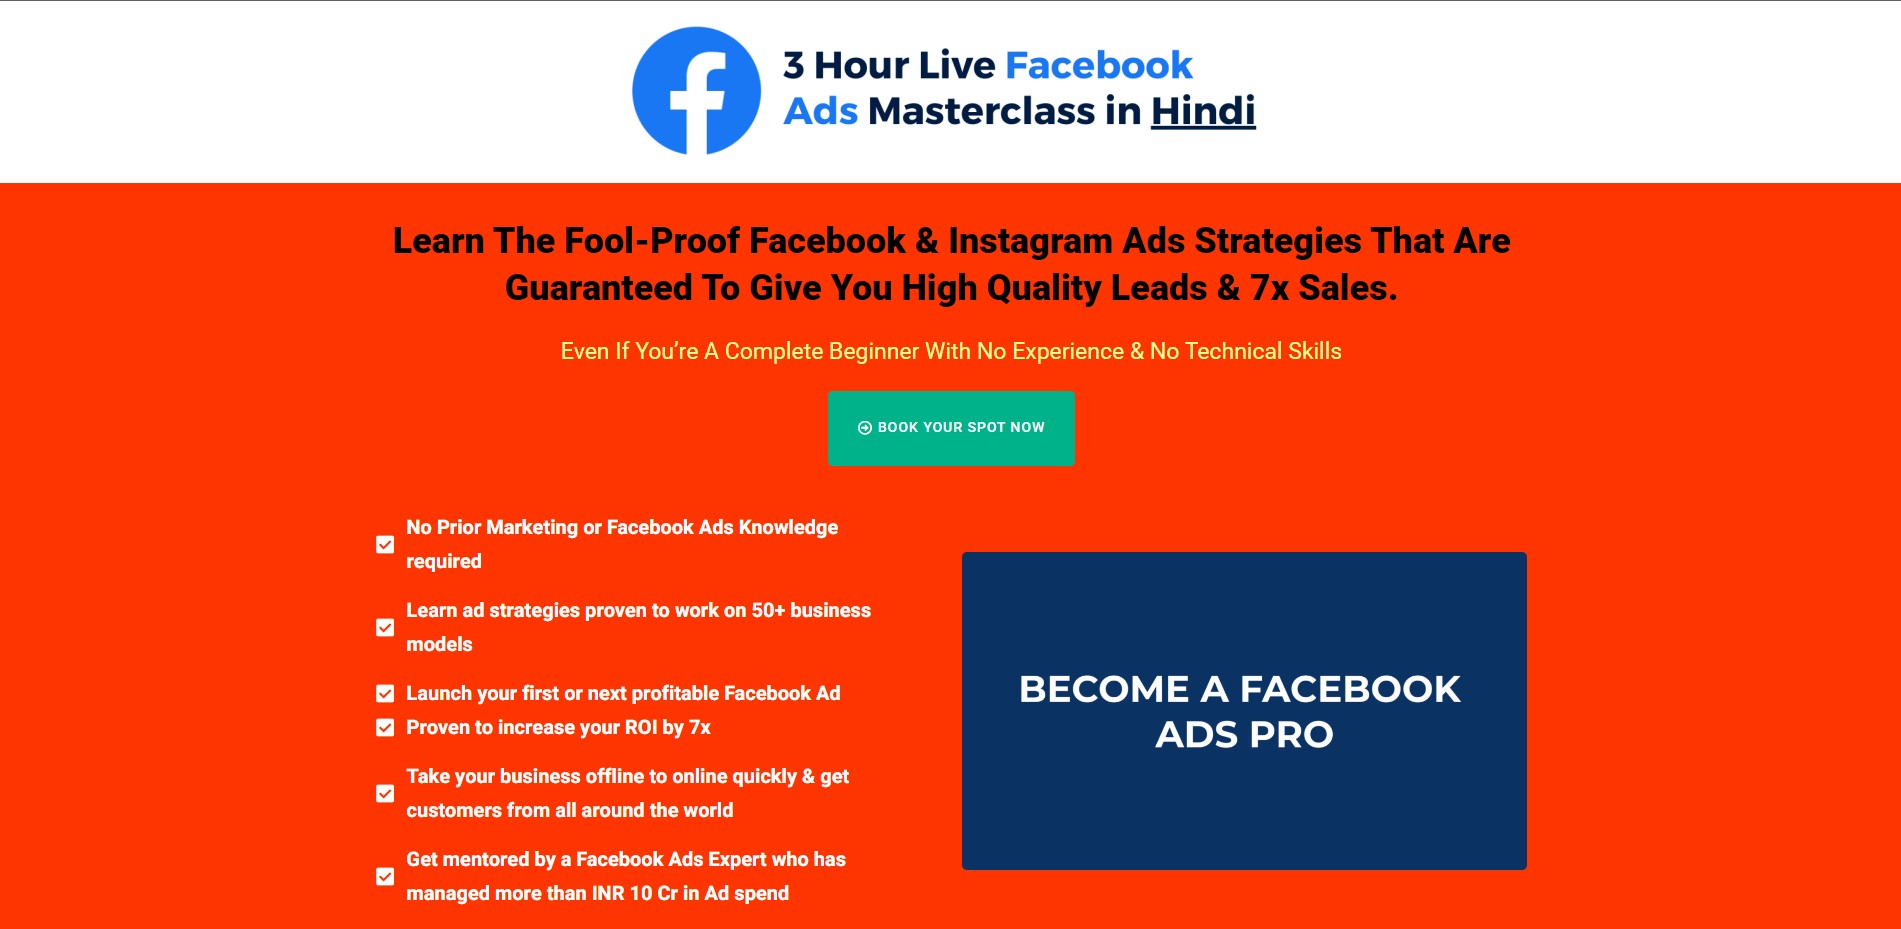 3 Hour Live Facebook
Ads Masterclass in Hindi
Learn The Fool-Proof Facebook & Instagram Ads Strategies That Are
Guaranteed To Give You High Quality Leads & 7x Sales.
Even If You’re A Complete Beginner With No Experience & No Technical Skills
BOOK YOUR SPOT NOW
No Prior Marketing or Facebook Ads Knowledge
required
Learn ad strategies proven to work on 50+ business
models
Launch your first or next profitable Facebook Ad
Proven to increase your ROI by 7x
Take your business offline to online quickly & get
customers from all around the world
Get mentored by a Facebook Ads Expert who has
managed more than INR 10 Cr in Ad spend
BECOME A FACEBOOK
ADS PRO